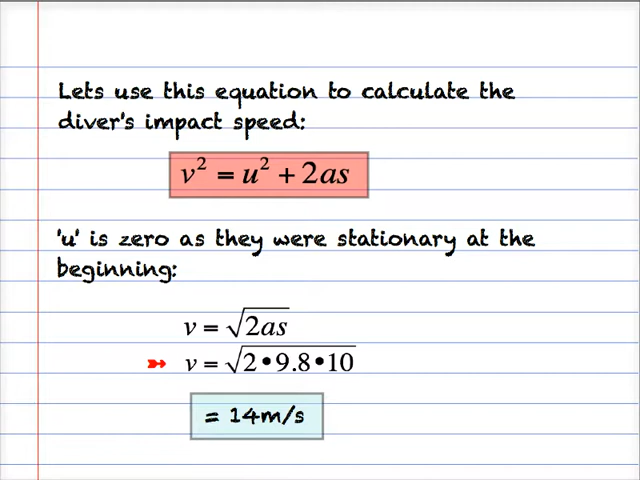 Lets use this equation to calculate the
diver's impact speed:
v² = u² + 2as
'u' is zero as they were stationary at the
beginning:
v = √2as
➳ v = √2•9.8•10
= 14m/s